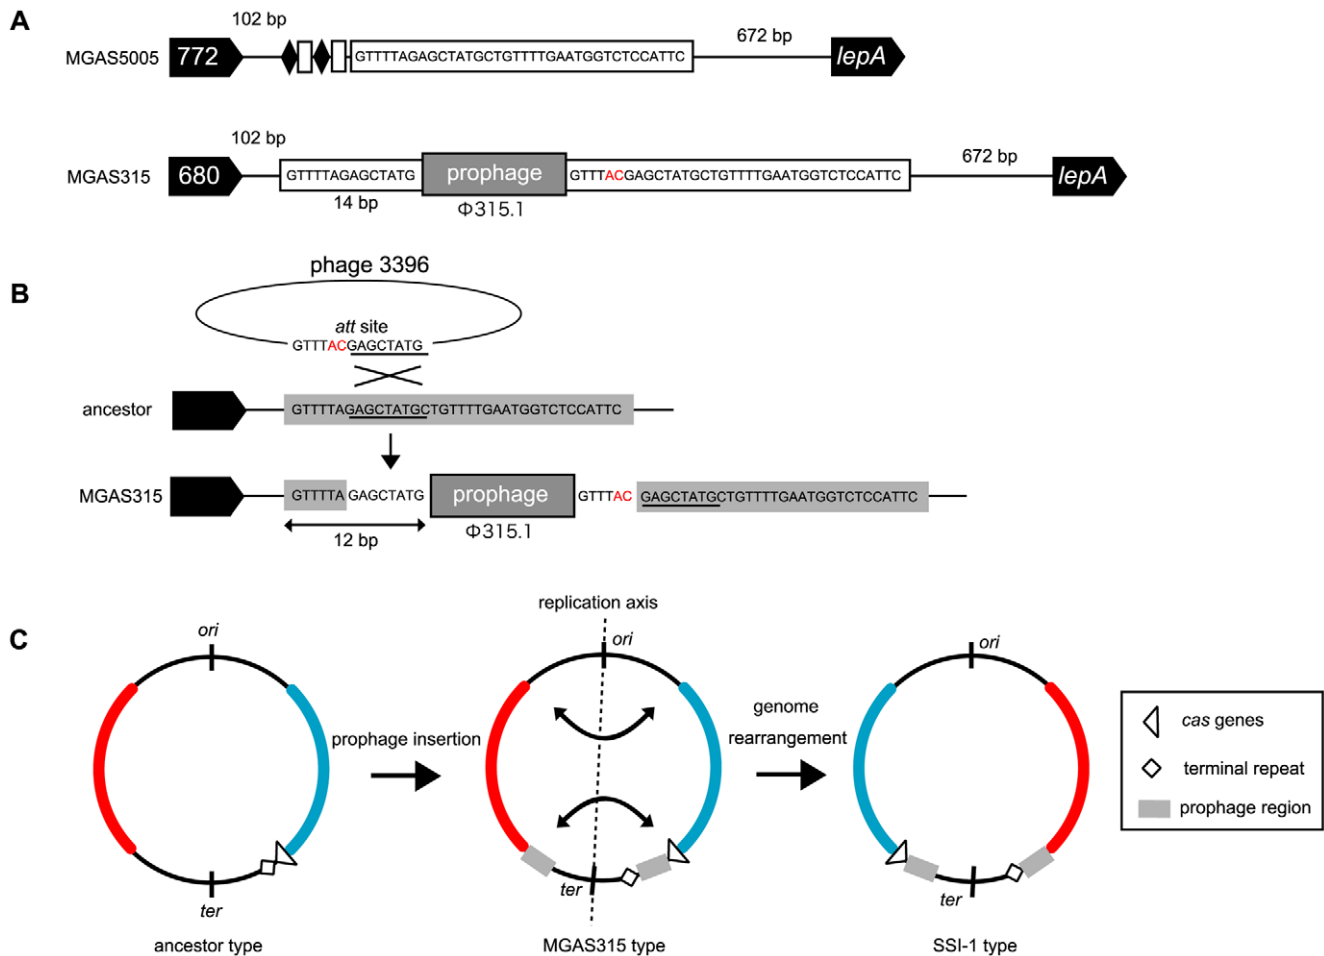 A
102 bp
672 bp
MGAS5005
772
GTTTTAGAGCTATGCTGTTTTGAATGGTCTCCATTC
lepA
102 bp
672 bp
MGAS315
680
GTTTTAGAGCTATG
prophage
GTTTACGAGCTATGCTGTTTTGAATGGTCTCCATTC
lepA
14 bp
Φ315.1
B
phage 3396
att site
GTTTACGAGCTATG
ancestor
GTTTTAGAGCTATGCTGTTTTGAATGGTCTCCATTC
MGAS315
GTTTTA GAGCTATG
prophage
GTTTAC GAGCTATGCTGTTTTGAATGGTCTCCATTC
12 bp
Φ315.1
C
replication axis
ori
ori
ori
prophage insertion
genome
rearrangement
cas genes
terminal repeat
prophage region
ter
ter
ter
ancestor type
MGAS315 type
SSI-1 type